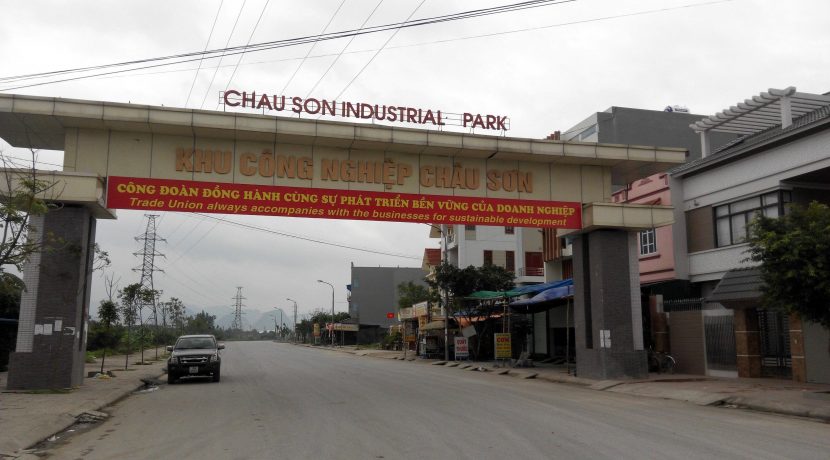 CHAU SON INDUSTRIAL PARK
KHU CÔNG NGHIỆP CHÂU SƠN
CÔNG ĐOÀN ĐỒNG HÀNH CÙNG SỰ PHÁT TRIỂN BỀN VỮNG CỦA DOANH NGHIỆP
Trade Union always accompanies with the businesses for sustainable development
CƠM